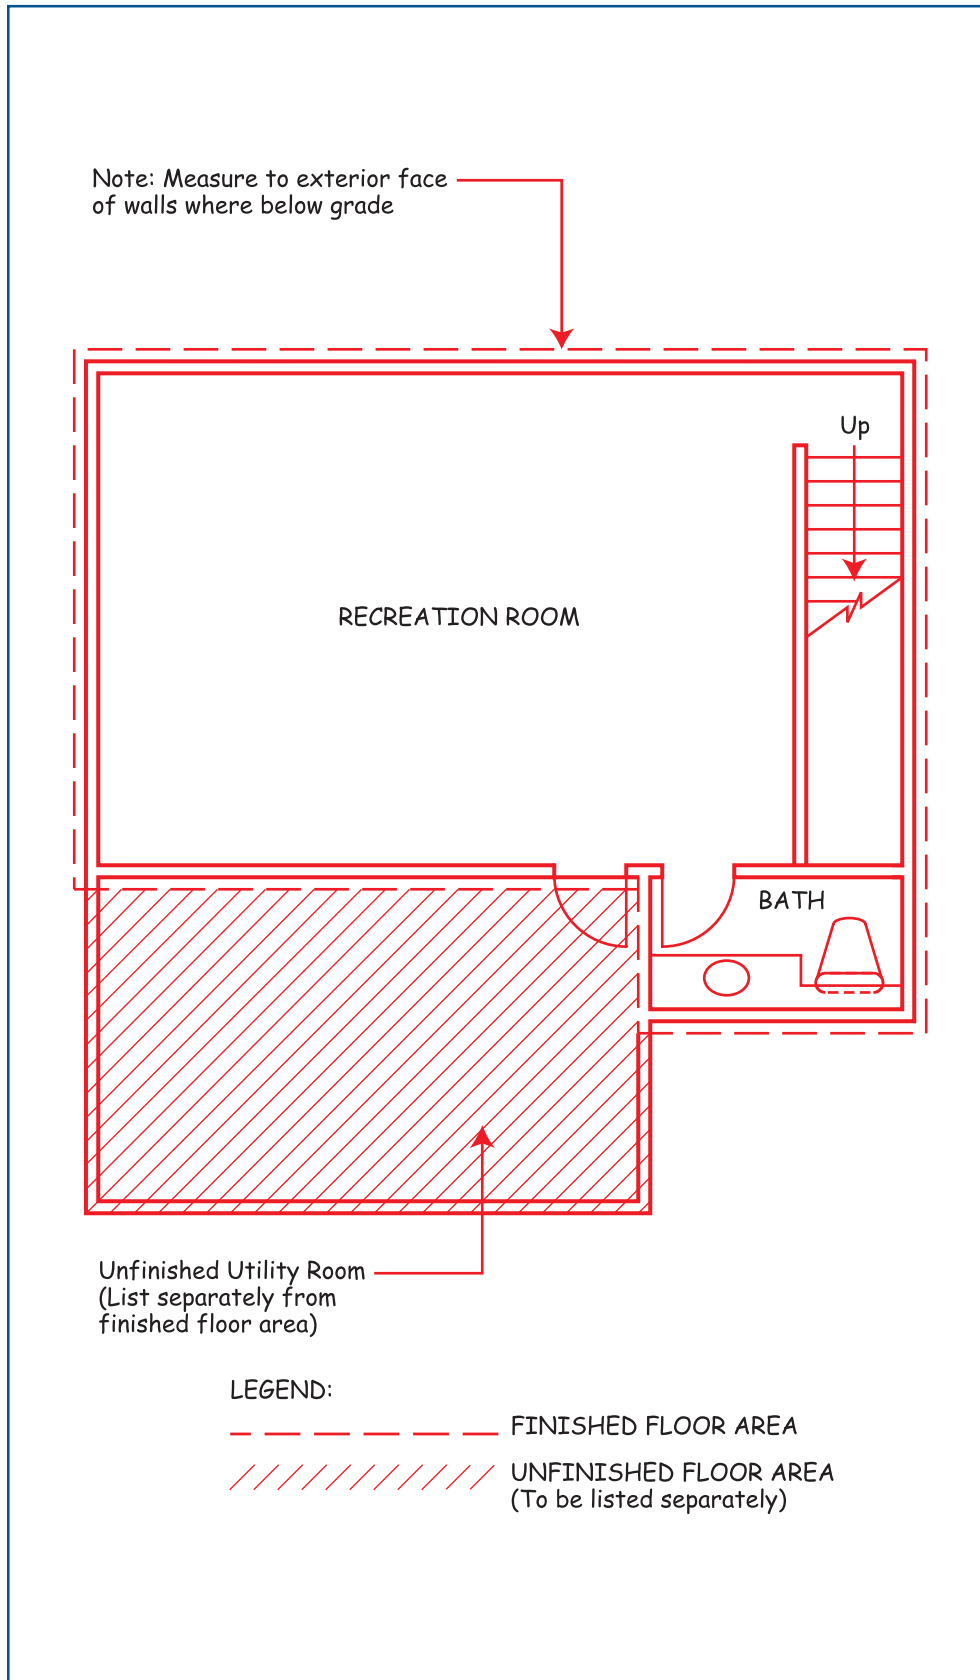 Note: Measure to exterior face
of walls where below grade
Up
RECREATION ROOM
BATH
Unfinished Utility Room
(List separately from
finished floor area)
LEGEND:
FINISHED FLOOR AREA
UNFINISHED FLOOR AREA
(To be listed separately)